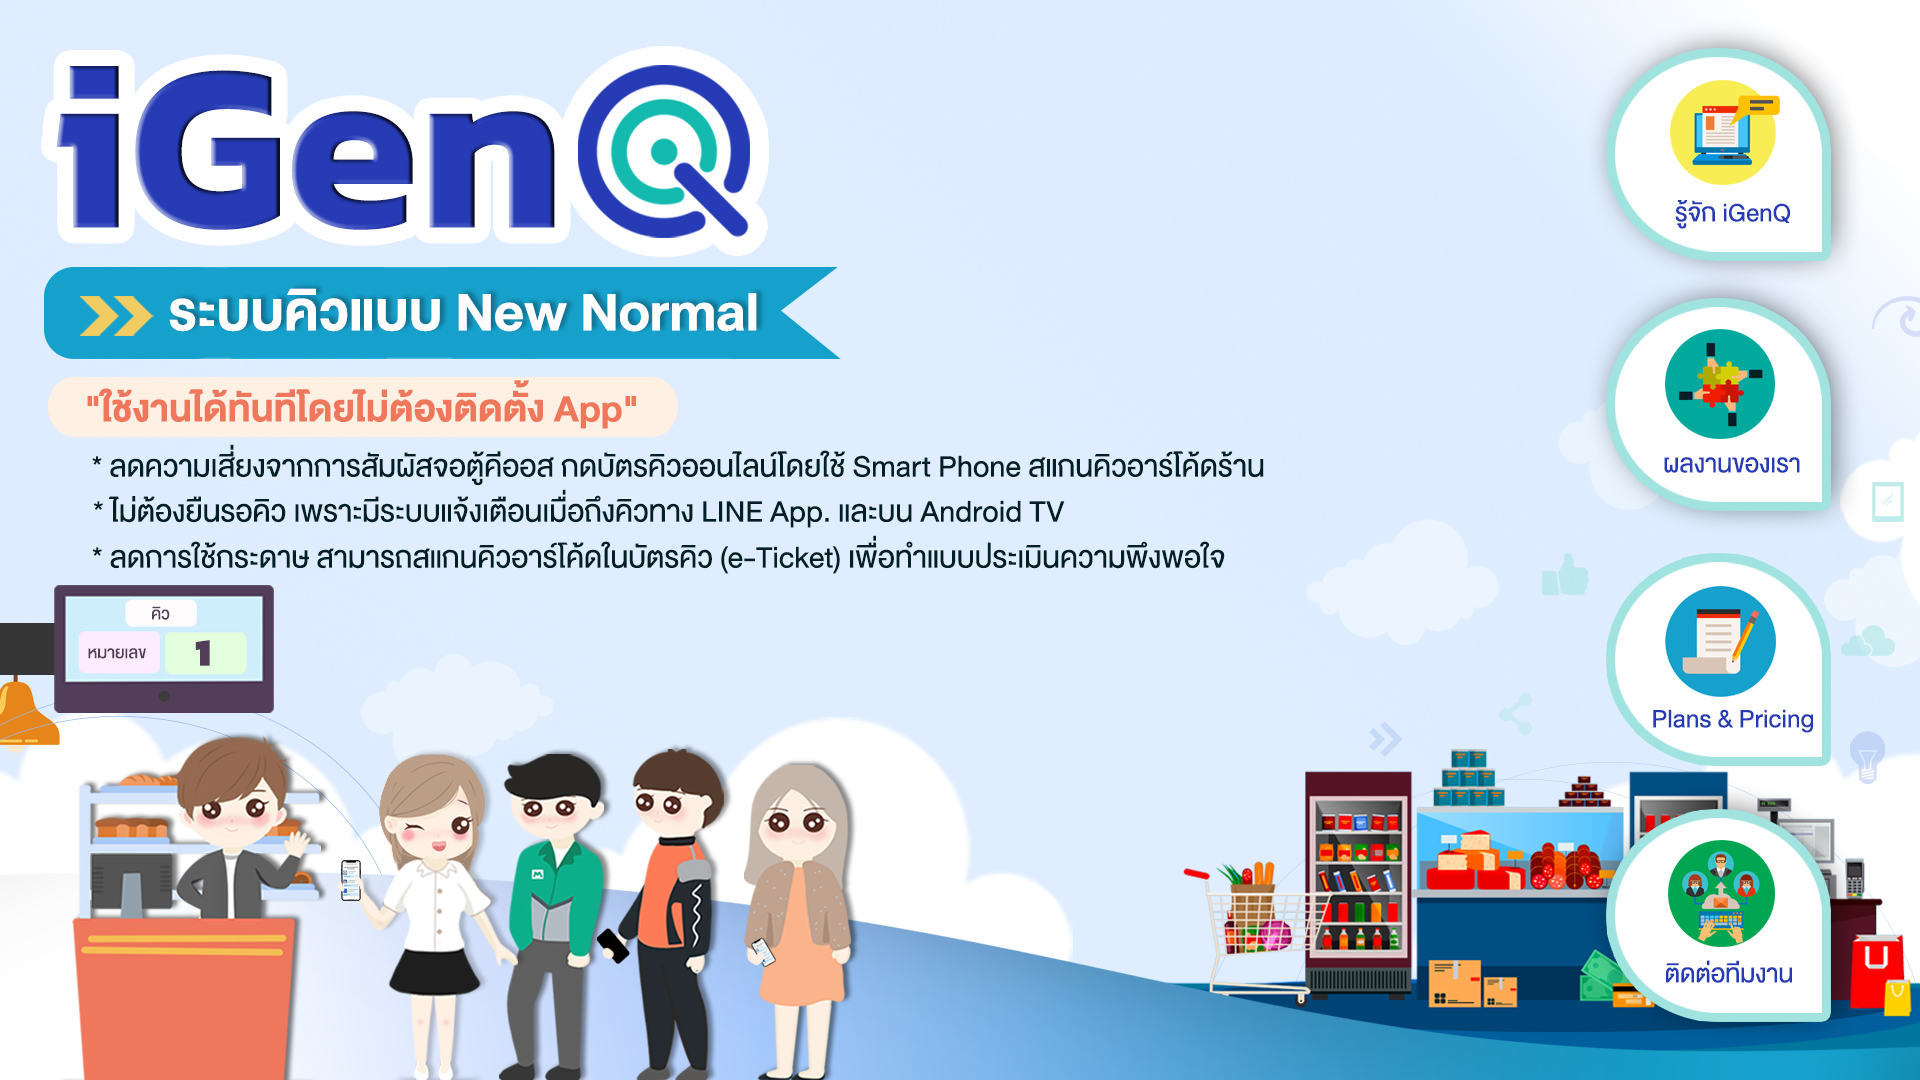 iGenQ
ระบบคิวแบบ New Normal
"ใช้งานได้ทันทีโดยไม่ต้องติดตั้ง App"
* ลดความเสี่ยงจากการสัมผัสจอตู้คีออส กดบัตรคิวออนไลน์โดยใช้ Smart Phone สแกนคิวอาร์โค้ดร้าน
* ไม่ต้องยืนรอคิว เพราะมีระบบแจ้งเตือนเมื่อถึงคิวทาง LINE App. และบน Android TV
* ลดการใช้กระดาษ สามารถสแกนคิวอาร์โค้ดในบัตรคิว (e-Ticket) เพื่อทำแบบประเมินความพึงพอใจ
คิว
หมายเลข 1
รู้จัก iGenQ
ผลงานของเรา
Plans & Pricing
ติดต่อทีมงาน